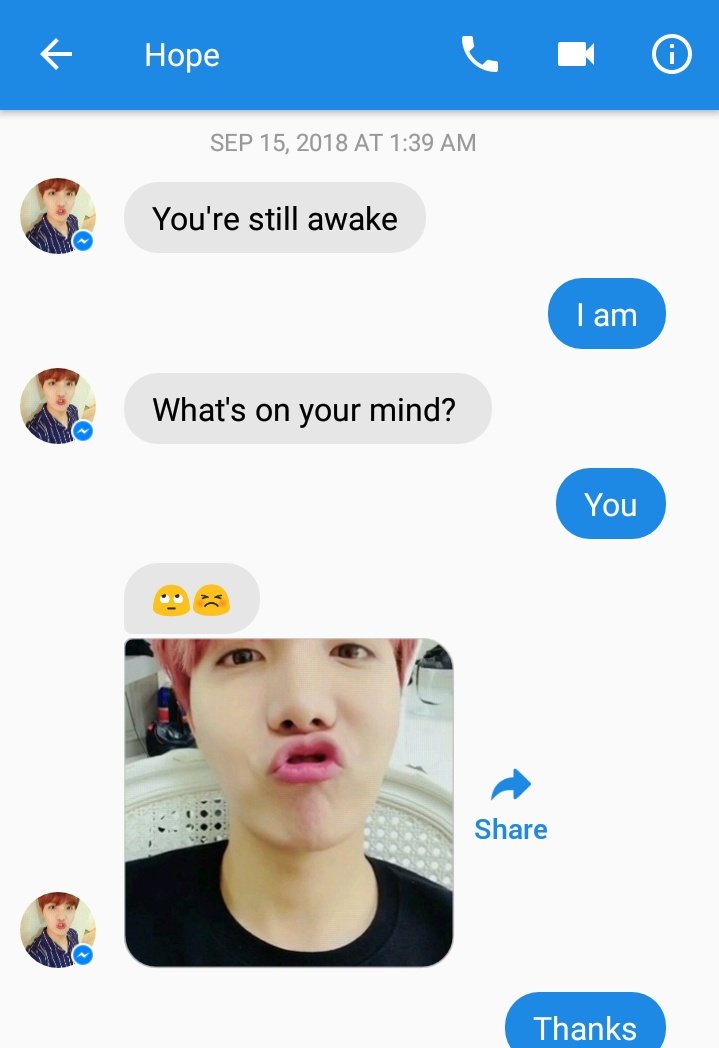 Hope
SEP 15, 2018 AT 1:39 AM
You're still awake
I am
What's on your mind?
You
🙄😣
Share
Thanks